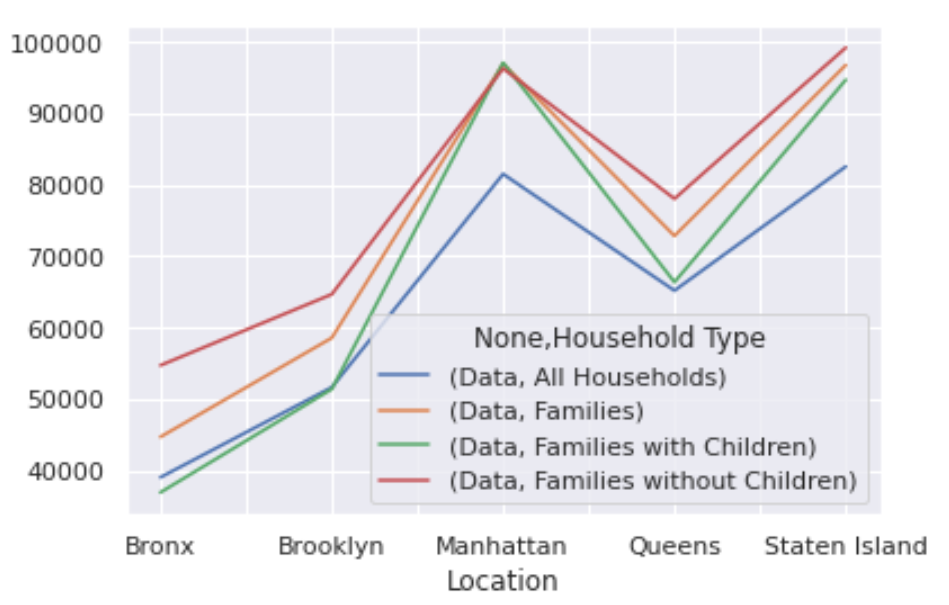 100000
90000
80000
70000
60000
50000
40000
None,Household Type
(Data, All Households)
(Data, Families)
(Data, Families with Children)
(Data, Families without Children)
Bronx Brooklyn Manhattan Queens Staten Island
Location